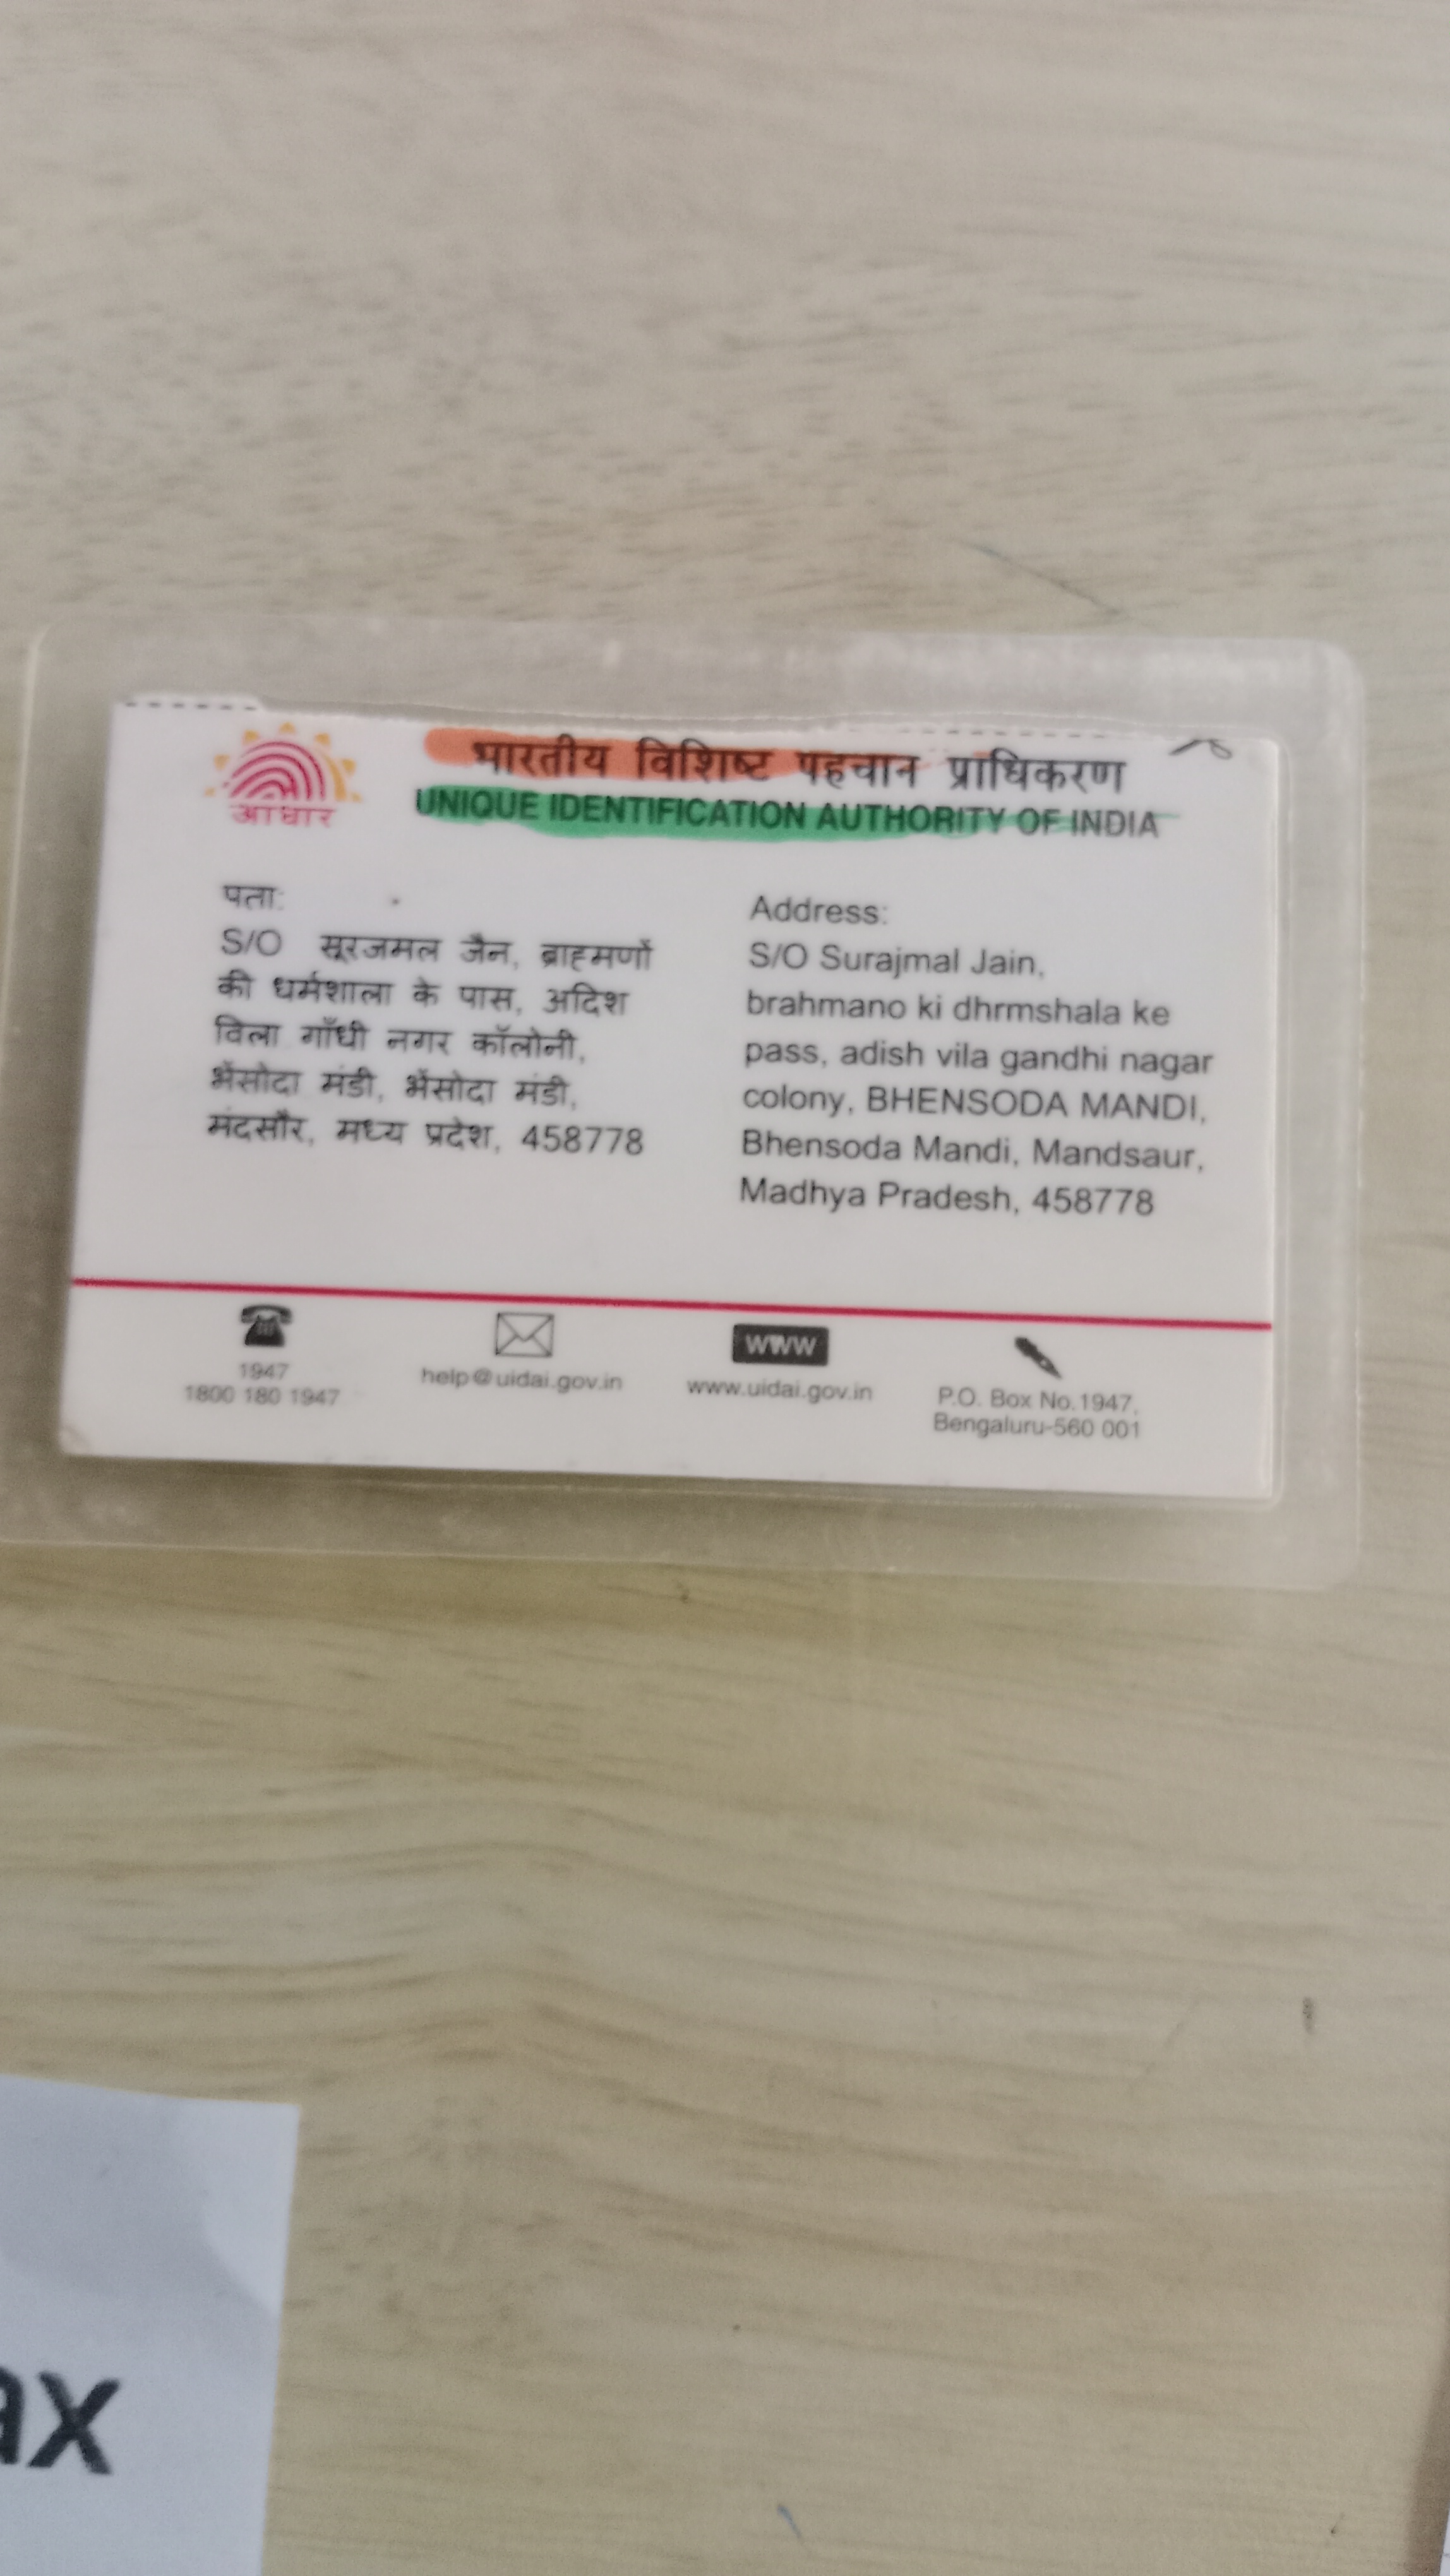 आधार
भारतीय विशिष्ट पहचान प्राधिकरण
UNIQUE IDENTIFICATION AUTHORITY OF INDIA
पता:
S/O सूरजमल जैन, ब्राह्मणों
की धर्मशाला के पास, अदिश
विला गाँधी नगर कॉलोनी,
भेंसोदा मंडी, भेंसोदा मंडी,
मंदसौर, मध्य प्रदेश, 458778
Address:
S/O Surajmal Jain,
brahmano ki dhrmshala ke
pass, adish vila gandhi nagar
colony, BHENSODA MANDI,
Bhensoda Mandi, Mandsaur,
Madhya Pradesh, 458778
1947
1800 180 1947
help@uidai.gov.in
WWW
www.uidai.gov.in
P.O. Box No.1947,
Bengaluru-560 001